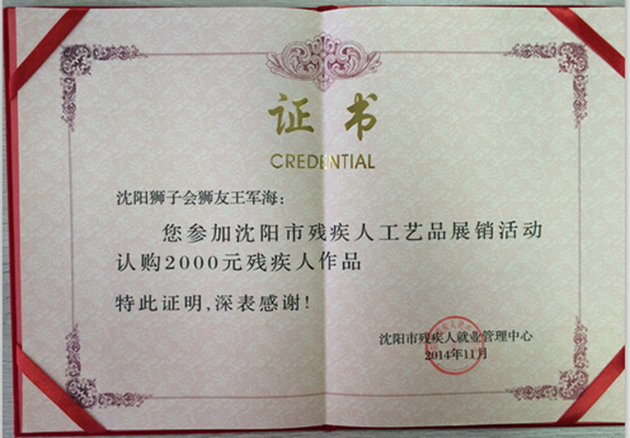 证书
CREDENTIAL
沈阳狮子会狮友王军海：
您参加沈阳市残疾人工艺品展销活动
认购2000元残疾人作品
特此证明,深表感谢!
沈阳市残疾人就业管理中心
2014年11月